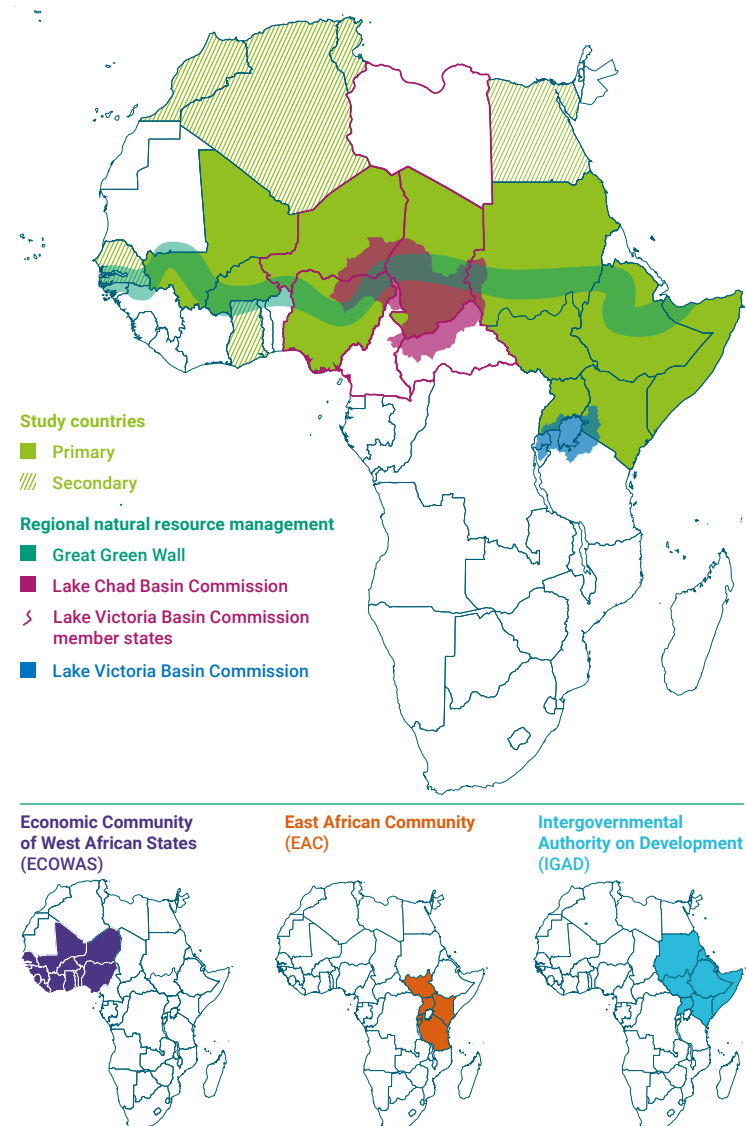 Study countries
Primary
Secondary
Regional natural resource management
Great Green Wall
Lake Chad Basin Commission
Lake Victoria Basin Commission
member states
Lake Victoria Basin Commission
Economic Community
of West African States
(ECOWAS)
East African Community
(EAC)
Intergovernmental
Authority on Development
(IGAD)